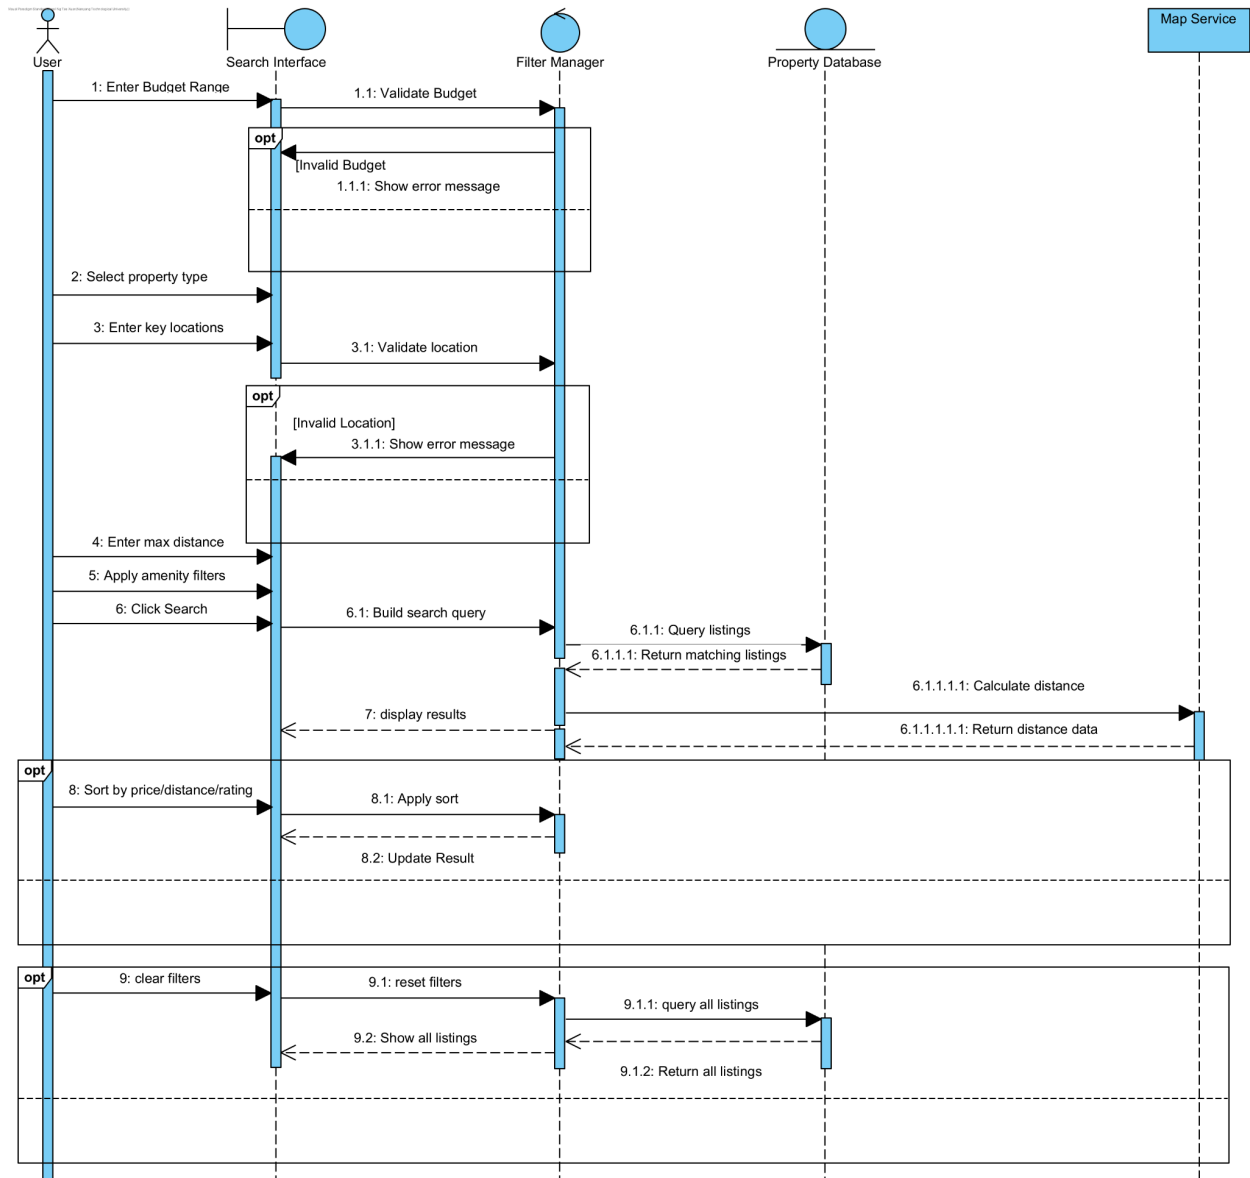 User
Search Interface
Filter Manager
Property Database
Map Service
1: Enter Budget Range
1.1: Validate Budget
opt
[Invalid Budget
1.1.1: Show error message
2: Select property type
3: Enter key locations
3.1: Validate location
opt
[Invalid Location]
3.1.1: Show error message
4: Enter max distance
5: Apply amenity filters
6: Click Search
6.1: Build search query
6.1.1: Query listings
6.1.1.1: Return matching listings
6.1.1.1.1: Calculate distance
7: display results
6.1.1.1.1.1: Return distance data
opt
8: Sort by price/distance/rating
8.1: Apply sort
8.2: Update Result
opt
9: clear filters
9.1: reset filters
9.1.1: query all listings
9.2: Show all listings
9.1.2: Return all listings